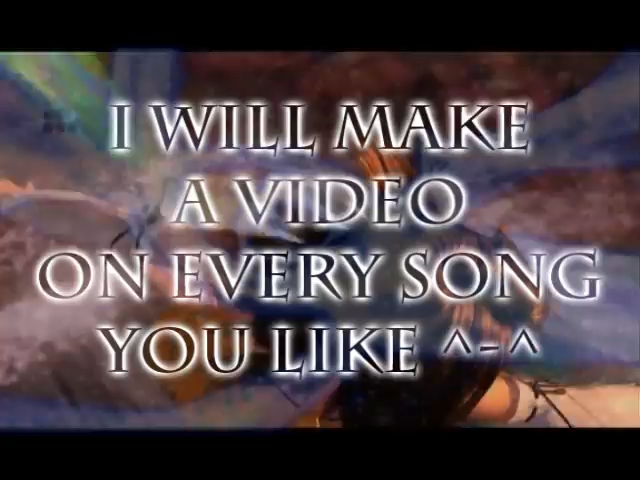 I WILL MAKE
A VIDEO
ON EVERY SONG
YOU LIKE ^-^